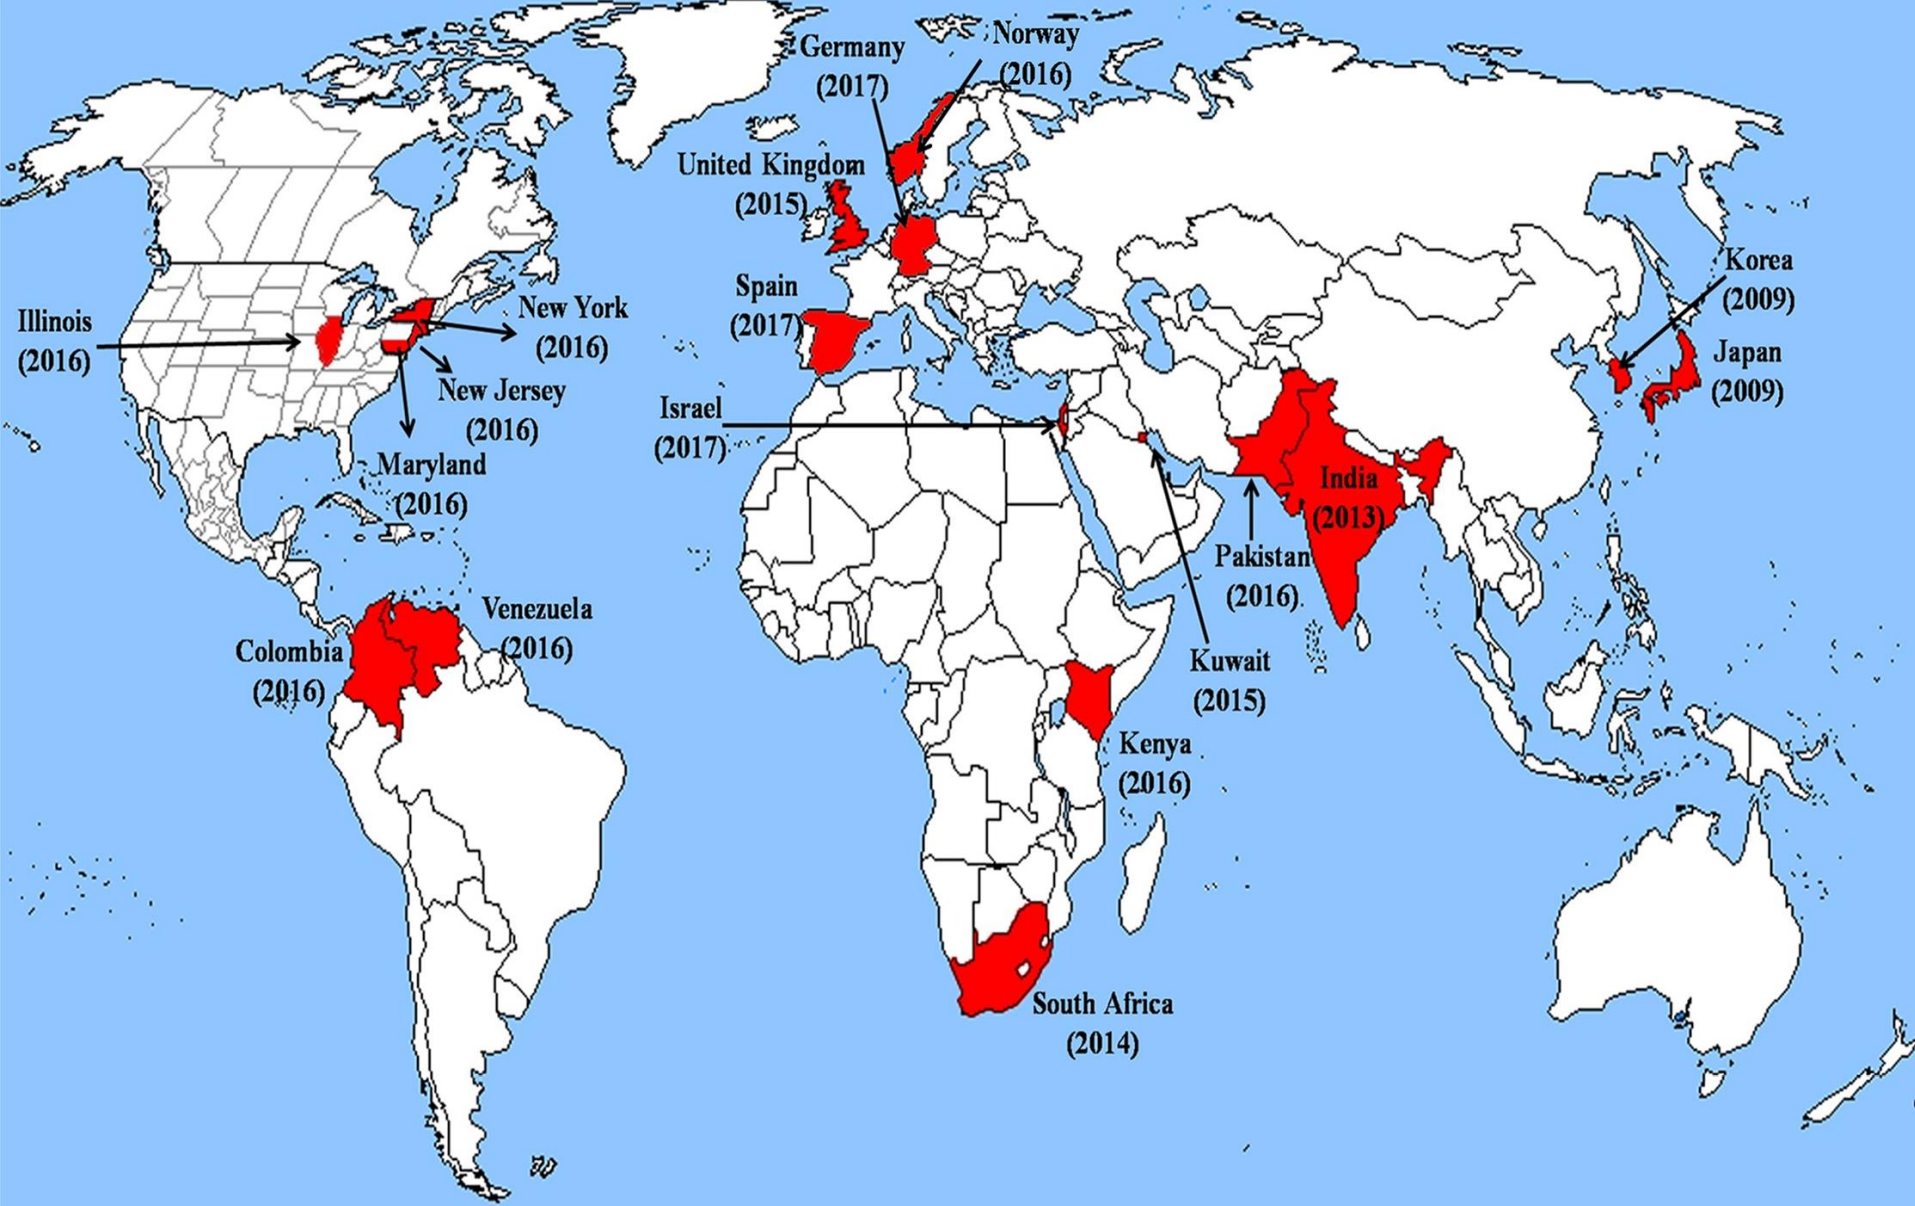 Germany
(2017)
Norway
(2016)
United Kingdom
(2015)
Spain
(2017)
Korea
(2009)
Japan
(2009)
Illinois
(2016)
New York
(2016)
New Jersey
(2016)
Maryland
(2016)
Israel
(2017)
India
(2013)
Pakistan
(2016)
Kuwait
(2015)
Venezuela
(2016)
Colombia
(2016)
Kenya
(2016)
South Africa
(2014)